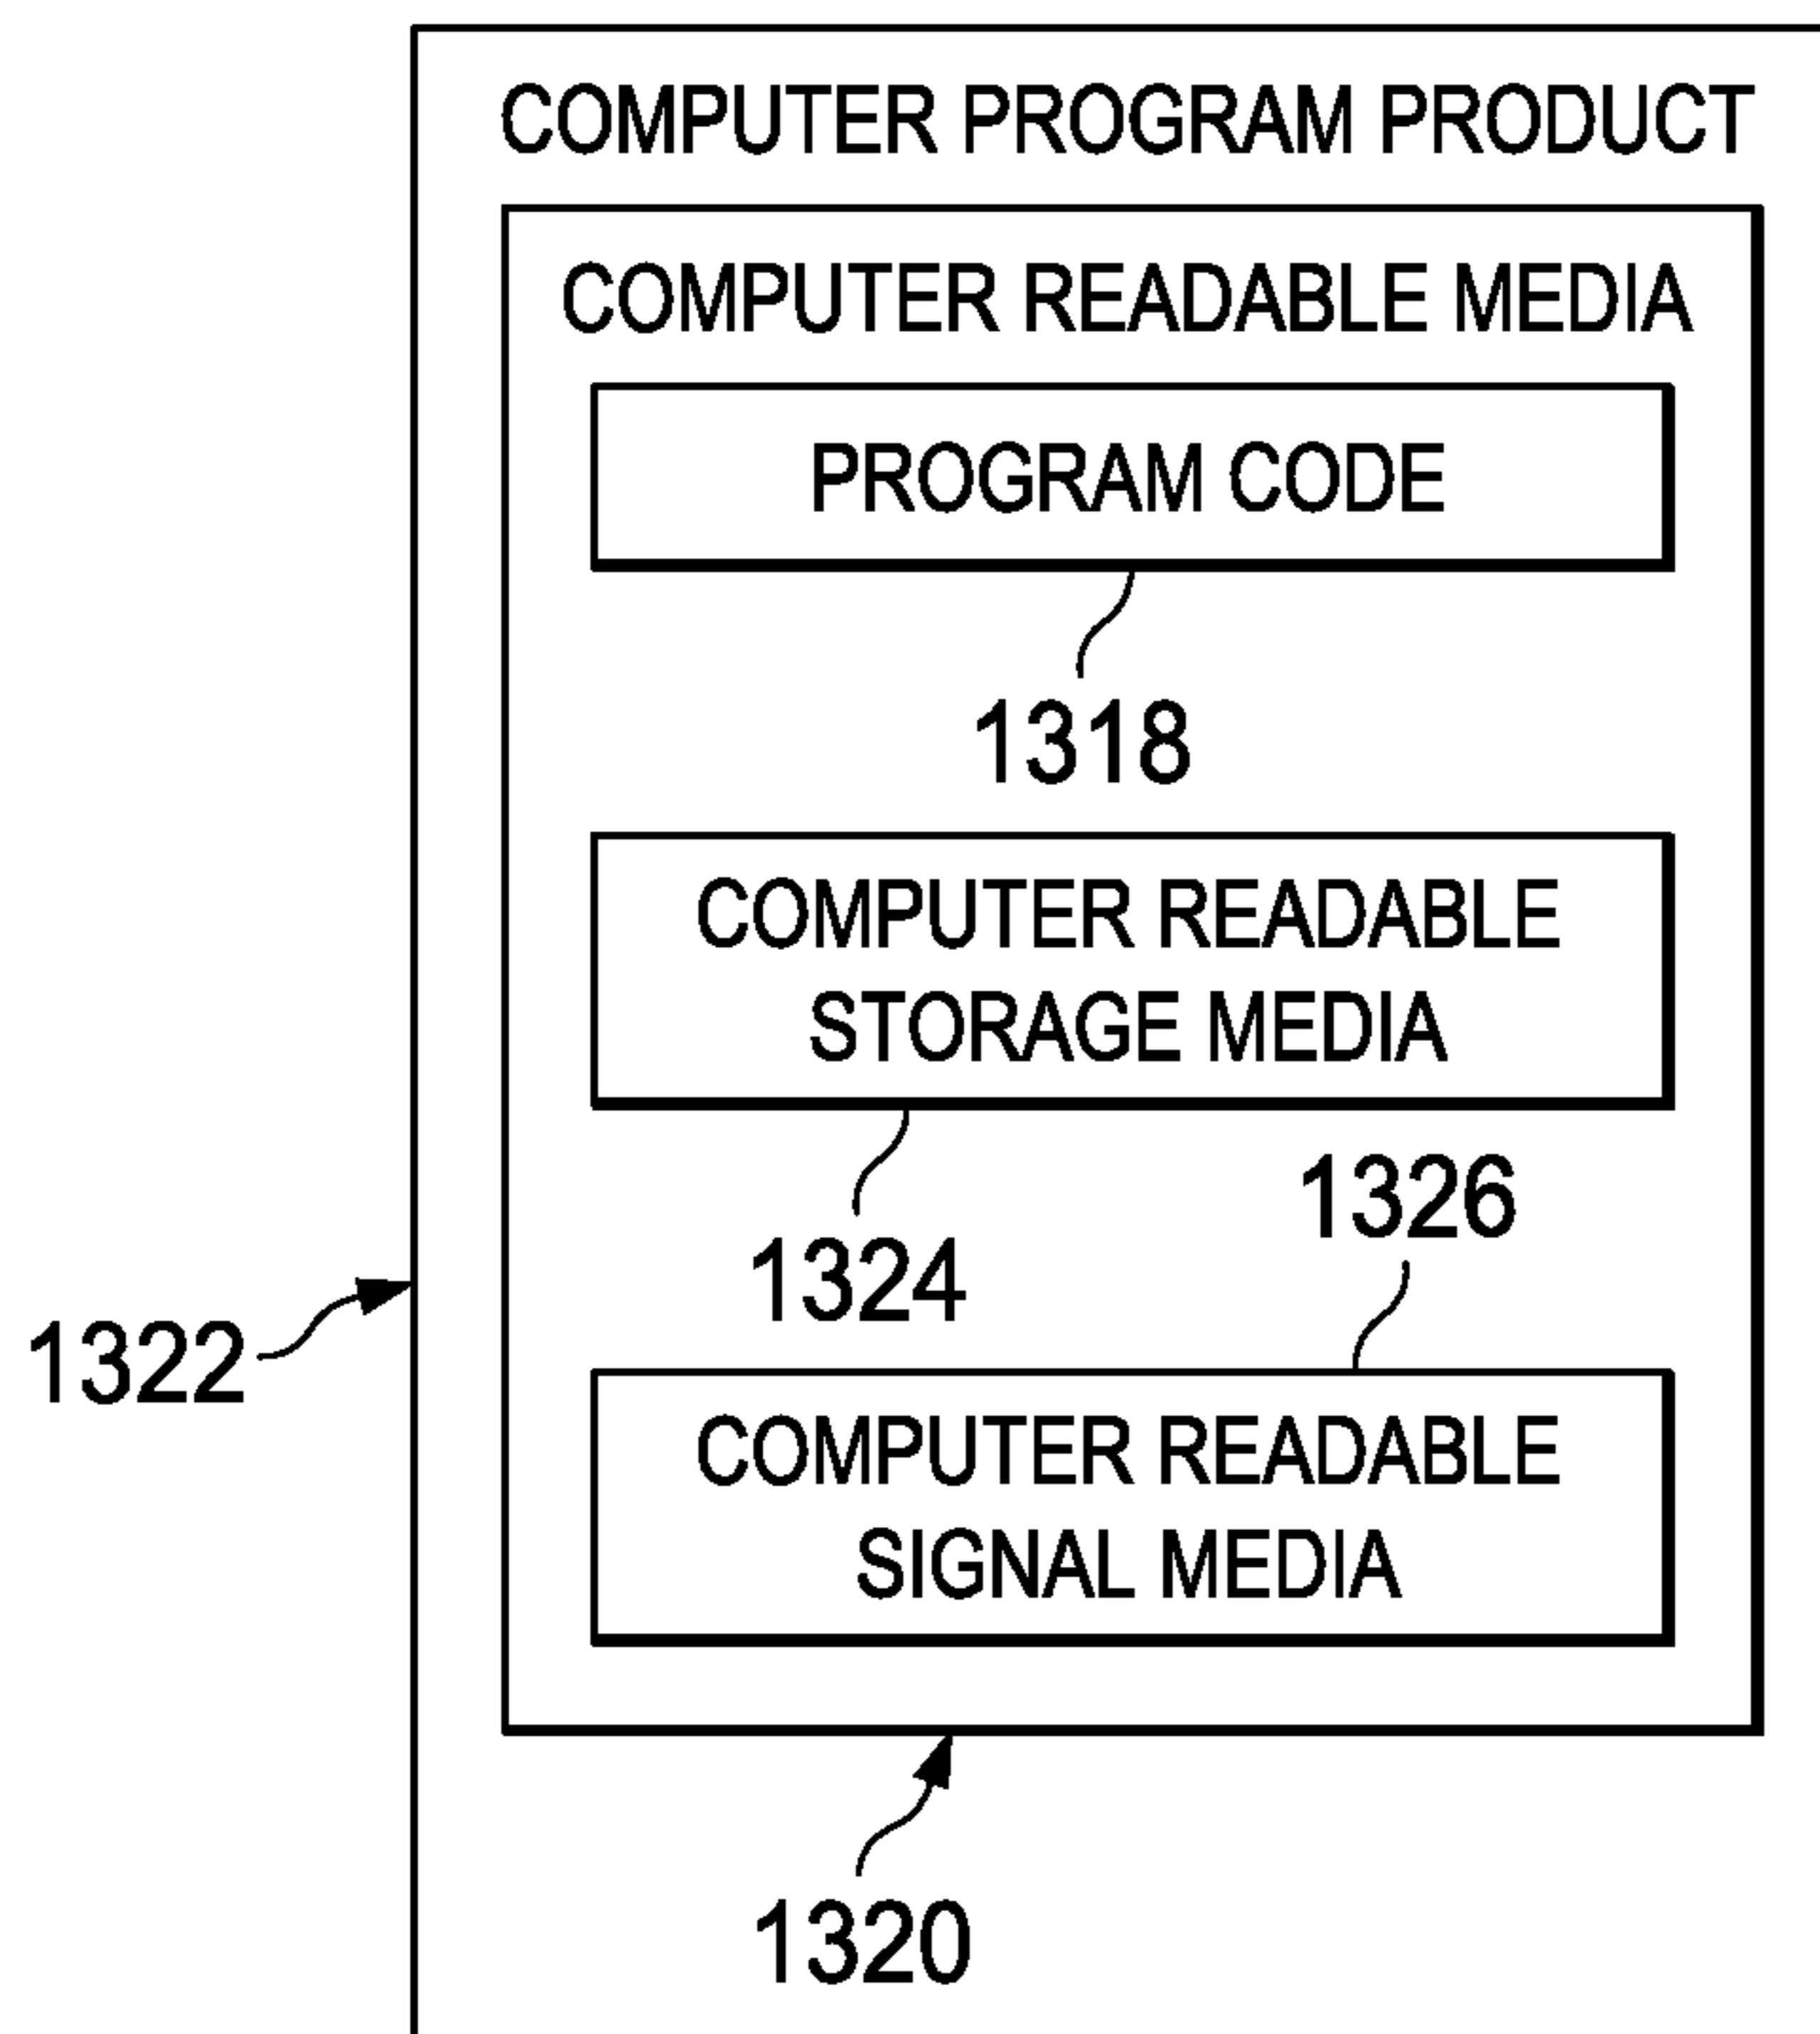 COMPUTER PROGRAM PRODUCT
COMPUTER READABLE MEDIA
PROGRAM CODE
1318
COMPUTER READABLE
STORAGE MEDIA
1326
1324
1322
COMPUTER READABLE
SIGNAL MEDIA
1320